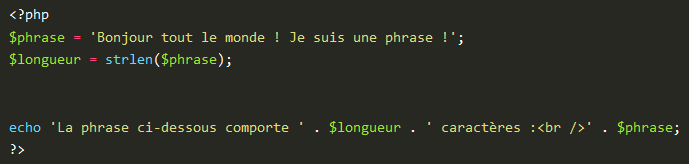 <?php
$phrase = 'Bonjour tout le monde ! Je suis une phrase !';
$longueur = strlen($phrase);
echo 'La phrase ci-dessous comporte ' . $longueur . ' caractères :<br />' . $phrase;
?>